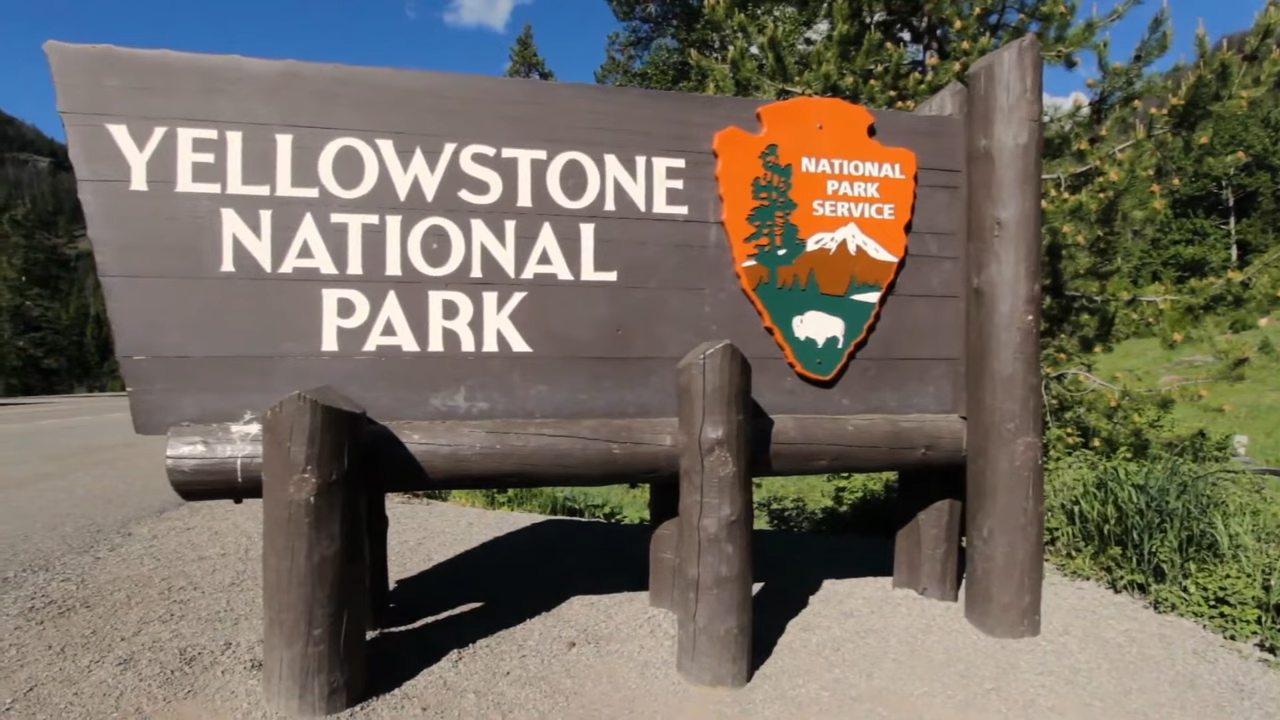 YELLOWSTONE
NATIONAL
PARK
NATIONAL
PARK
SERVICE